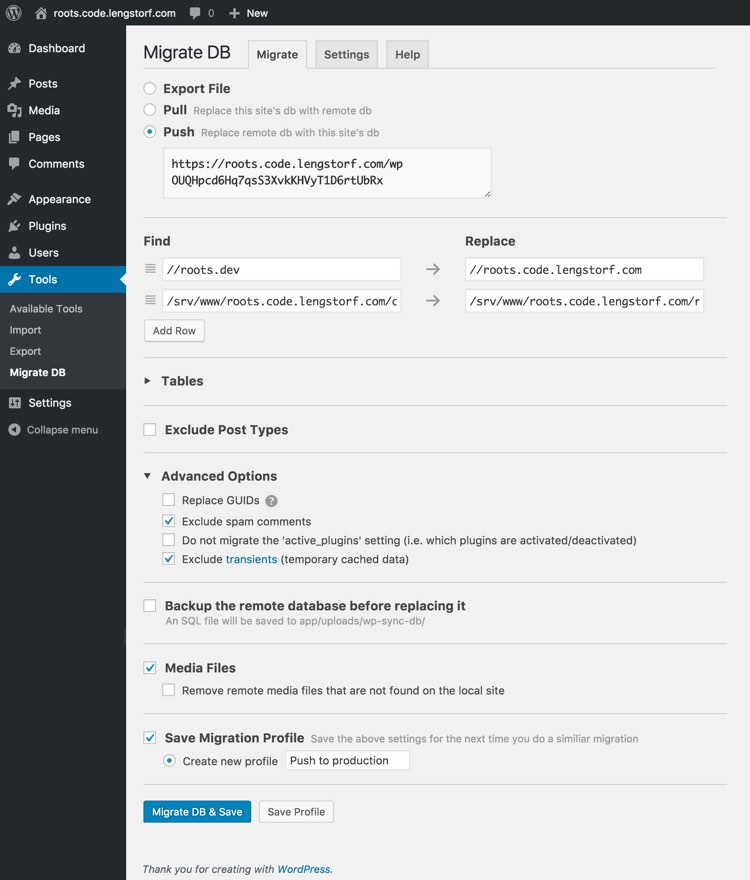 roots.code.lengstorf.com 0 + New
Dashboard
Posts
Media
Pages
Comments
Appearance
Plugins
Users
Tools
Available Tools
Import
Export
Migrate DB
Settings
Collapse menu
Migrate DB Migrate Settings Help
Export File
Pull Replace this site's db with remote db
Push Replace remote db with this site's db
https://roots.code.lengstorf.com/wp
OUQHpcd6Hq7qsS3XvkKHVyT1D6rtUbRx
Find Replace
//roots.dev → //roots.code.lengstorf.com
/srv/www/roots.code.lengstorf.com/c → /srv/www/roots.code.lengstorf.com/r
Add Row
Tables
Exclude Post Types
Advanced Options
Replace GUIDs ?
Exclude spam comments
Do not migrate the 'active_plugins' setting (i.e. which plugins are activated/deactivated)
Exclude transients (temporary cached data)
Backup the remote database before replacing it
An SQL file will be saved to app/uploads/wp-sync-db/
Media Files
Remove remote media files that are not found on the local site
Save Migration Profile Save the above settings for the next time you do a similiar migration
Create new profile Push to production
Migrate DB & Save Save Profile
Thank you for creating with WordPress.